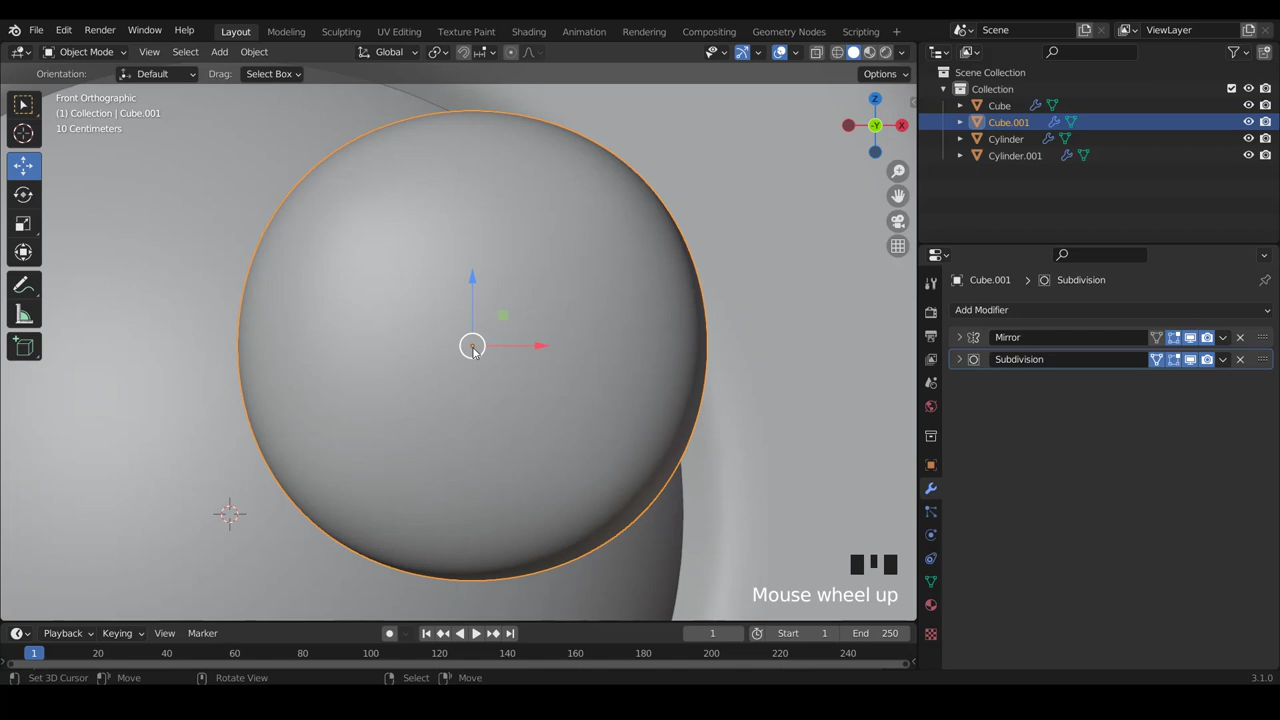 File Edit Render Window Help Layout Modeling Sculpting UV Editing Texture Paint Shading Animation Rendering Compositing Geometry Nodes Scripting + Scene ViewLayer
Object Mode View Select Add Object Global
Orientation: Default Drag: Select Box Options
Front Orthographic
(1) Collection | Cube.001
10 Centimeters
Z
-Y
X
Mouse wheel up
Scene Collection
Collection
Cube
Cube.001
Cylinder
Cylinder.001
Cube.001 > Subdivision
Add Modifier
Mirror
Subdivision
Playback Keying View Marker 1 Start 1 End 250
1 20 40 60 80 100 120 140 160 180 200 220 240
Set 3D Cursor Move Rotate View Select Move 3.1.0